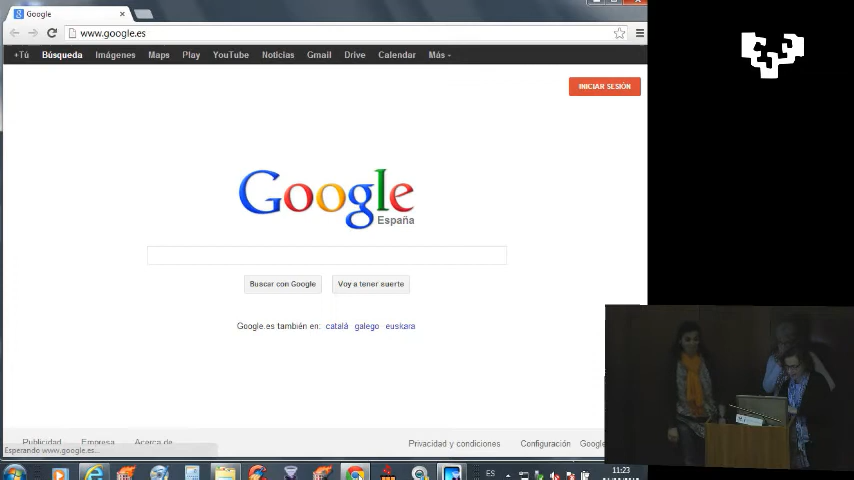 Google
www.google.es
+Tú Búsqueda Imágenes Maps Play YouTube Noticias Gmail Drive Calendar Más
INICIAR SESIÓN
Google
España
Buscar con Google Voy a tener suerte
Google.es también en: català galego euskara
Publicidad Empresa Acerca de Privacidad y condiciones Configuración Google
Esperando www.google.es...
ES 11:23